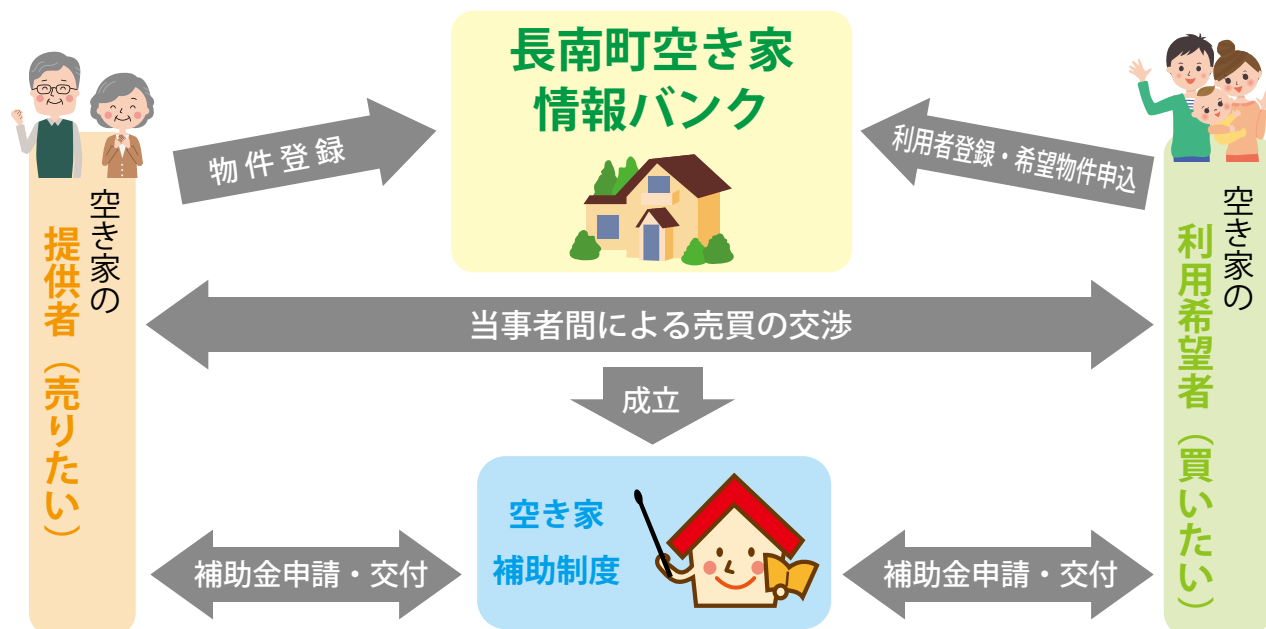 長南町空き家
情報バンク
物件登録
利用者登録・希望物件申込
空き家の
提供者（売りたい）
空き家の
利用希望者（買いたい）
当事者間による売買の交渉
成立
空き家
補助制度
補助金申請・交付
補助金申請・交付